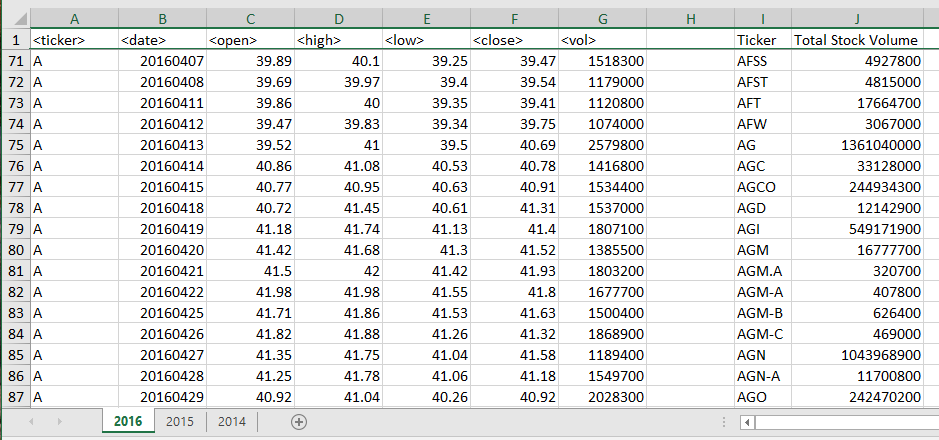 A B C D E F G H I J
1 <ticker> <date> <open> <high> <low> <close> <vol> Ticker Total Stock Volume
71 A 20160407 39.89 40.1 39.25 39.47 1518300 AFSS 4927800
72 A 20160408 39.69 39.97 39.4 39.54 1179000 AFST 4815000
73 A 20160411 39.86 40 39.35 39.41 1120800 AFT 17664700
74 A 20160412 39.47 39.83 39.34 39.75 1074000 AFW 3067000
75 A 20160413 39.52 41 39.5 40.69 2579800 AG 1361040000
76 A 20160414 40.86 41.08 40.53 40.78 1416800 AGC 33128000
77 A 20160415 40.77 40.95 40.63 40.91 1534400 AGCO 244934300
78 A 20160418 40.72 41.45 40.61 41.31 1537000 AGD 12142900
79 A 20160419 41.18 41.74 41.13 41.4 1807100 AGI 549171900
80 A 20160420 41.42 41.68 41.3 41.52 1385500 AGM 16777700
81 A 20160421 41.5 42 41.42 41.93 1803200 AGM.A 320700
82 A 20160422 41.98 41.98 41.55 41.8 1677700 AGM-A 407800
83 A 20160425 41.71 41.86 41.53 41.63 1500400 AGM-B 626400
84 A 20160426 41.82 41.88 41.26 41.32 1868900 AGM-C 469000
85 A 20160427 41.35 41.75 41.04 41.58 1189400 AGN 1043968900
86 A 20160428 41.25 41.78 41.06 41.18 1549700 AGN-A 11700800
87 A 20160429 40.92 41.04 40.26 40.92 2028300 AGO 242470200
2016 2015 2014